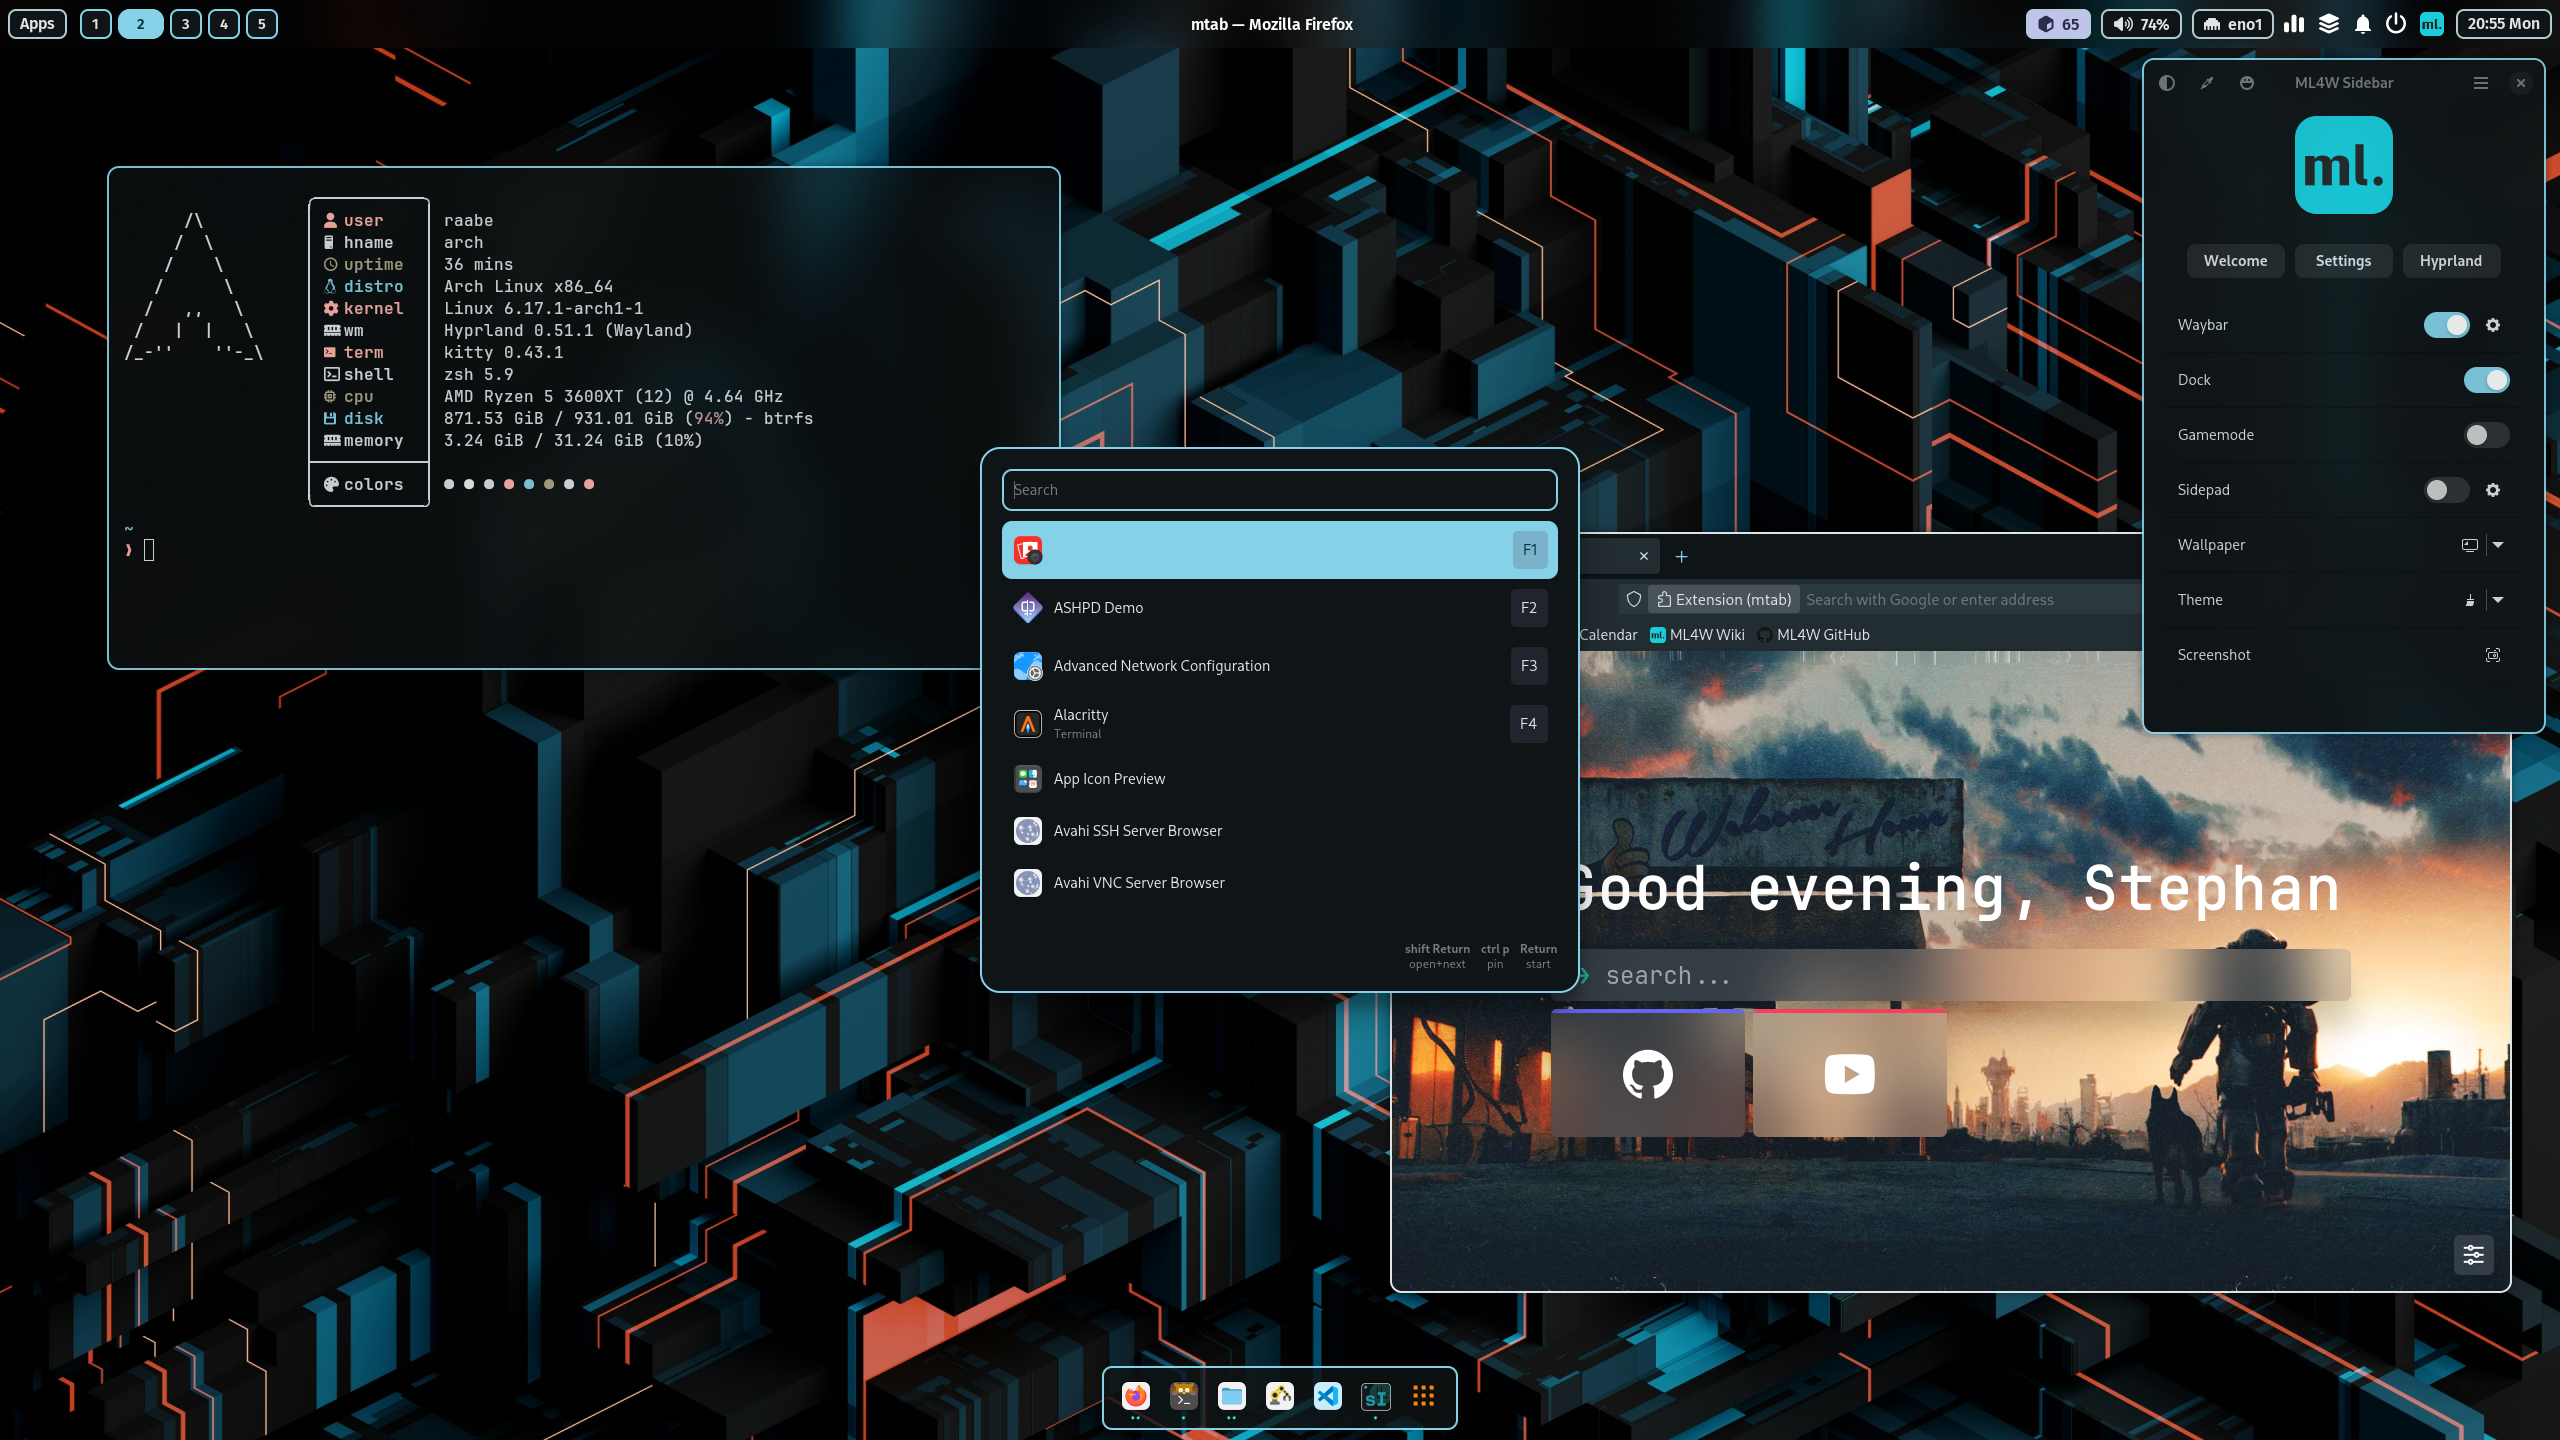 Apps 1 2 3 4 5
mtab — Mozilla Firefox
65 74% eno1 ml. 20:55 Mon
user raabe
hname arch
uptime 36 mins
distro Arch Linux x86_64
kernel Linux 6.17.1-arch1-1
wm Hyprland 0.51.1 (Wayland)
term kitty 0.43.1
shell zsh 5.9
cpu AMD Ryzen 5 3600XT (12) @ 4.64 GHz
disk 871.53 GiB / 931.01 GiB (94%) - btrfs
memory 3.24 GiB / 31.24 GiB (10%)
colors
~
❯
Search
F1
ASHPD Demo F2
Advanced Network Configuration F3
Alacritty F4
Terminal
App Icon Preview
Avahi SSH Server Browser
Avahi VNC Server Browser
shift Return ctrl p Return
open+next pin start
ML4W Sidebar
ml.
Welcome Settings Hyprland
Waybar
Dock
Gamemode
Sidepad
Wallpaper
Theme
Screenshot
Extension (mtab) Search with Google or enter address
Calendar ml. ML4W Wiki ML4W GitHub
Welcome Home
Good evening, Stephan
search...
sI